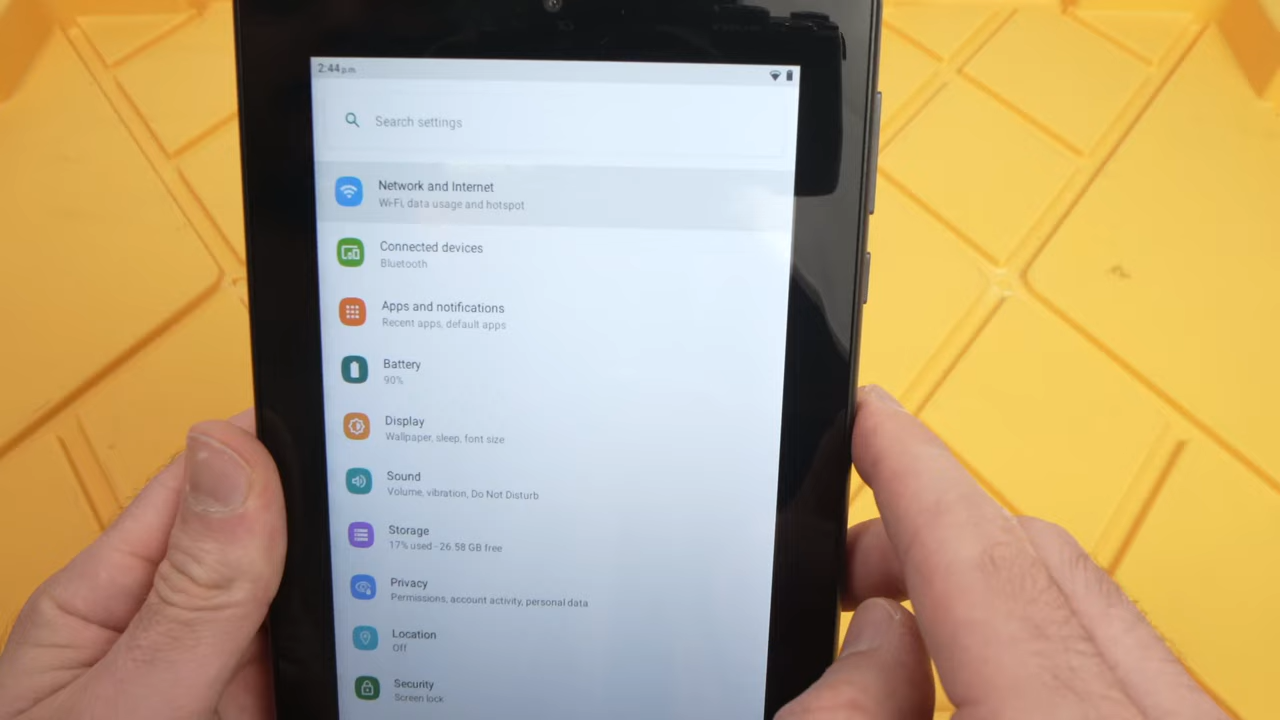 2:44 p.m.
Search settings
Network and Internet
Wi-Fi, data usage and hotspot
Connected devices
Bluetooth
Apps and notifications
Recent apps, default apps
Battery
90%
Display
Wallpaper, sleep, font size
Sound
Volume, vibration, Do Not Disturb
Storage
17% used - 26.58 GB free
Privacy
Permissions, account activity, personal data
Location
Off
Security
Screen lock